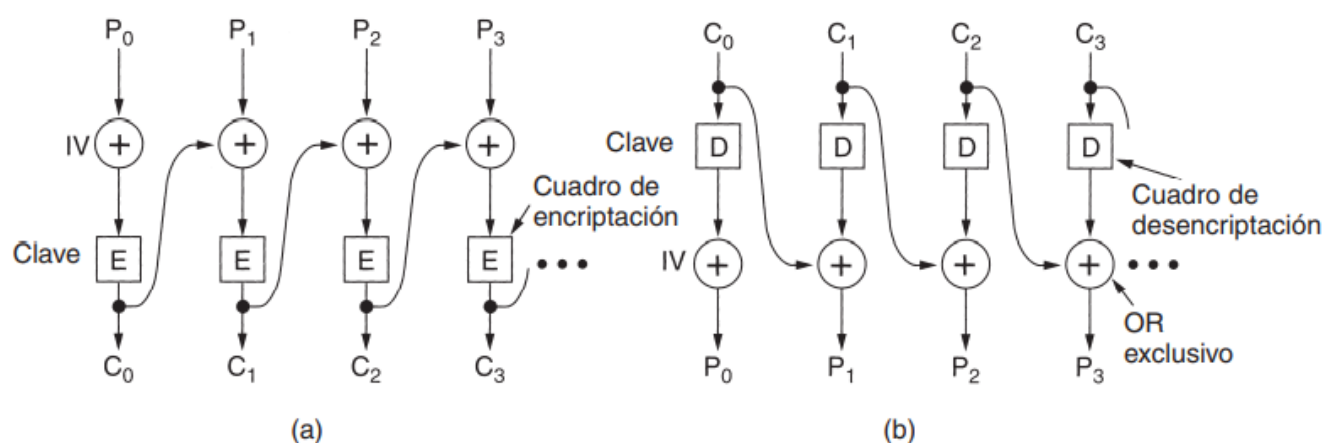 P0 P1 P2 P3
IV + + + +
Clave E E E E
Cuadro de
encriptación
C0 C1 C2 C3
(a)
C0 C1 C2 C3
Clave D D D D
Cuadro de
desencriptación
IV + + + +
OR
exclusivo
P0 P1 P2 P3
(b)